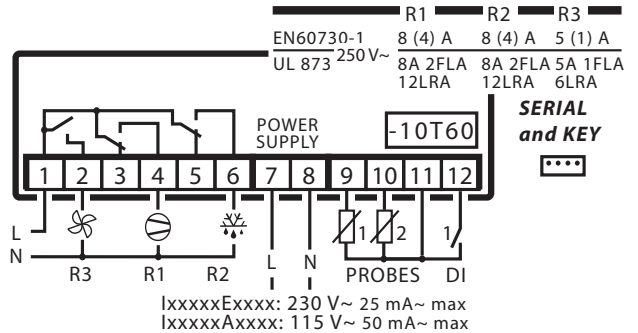 R1 R2 R3
EN60730-1 250 V~ 8 (4) A 8 (4) A 5 (1) A
UL 873 8A 2FLA 8A 2FLA 5A 1FLA
12LRA 12LRA 6LRA
SERIAL
and KEY
POWER
SUPPLY
-10T60
1 2 3 4 5 6 7 8 9 10 11 12
L
N
1 2 1
R3 R1 R2 L N PROBES DI
IxxxxxExxxx: 230 V~ 25 mA~ max
IxxxxxAxxxx: 115 V~ 50 mA~ max